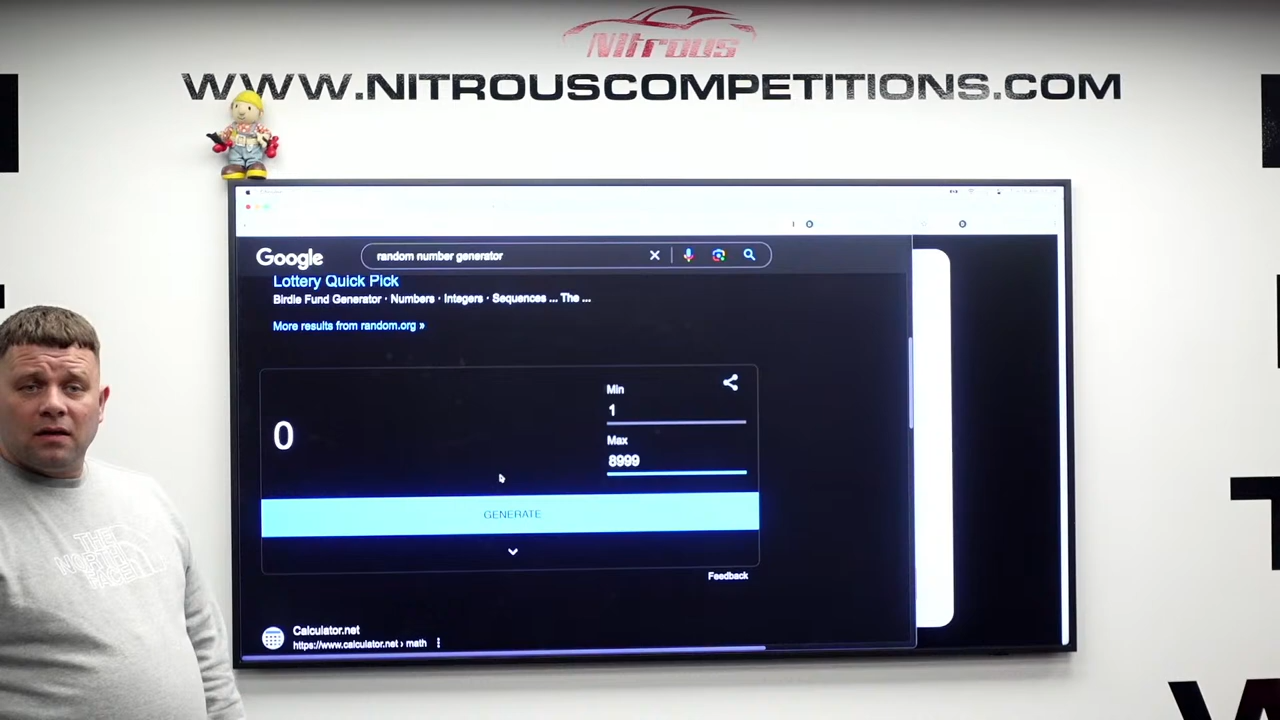 Nitrous
WWW.NITROUSCOMPETITIONS.COM
Google
random number generator
Lottery Quick Pick
Birdie Fund Generator · Numbers · Integers · Sequences ... The ...
More results from random.org »
Min
1
0
Max
8999
GENERATE
Feedback
Calculator.net
https://www.calculator.net › math
THE
NORTH
FACE